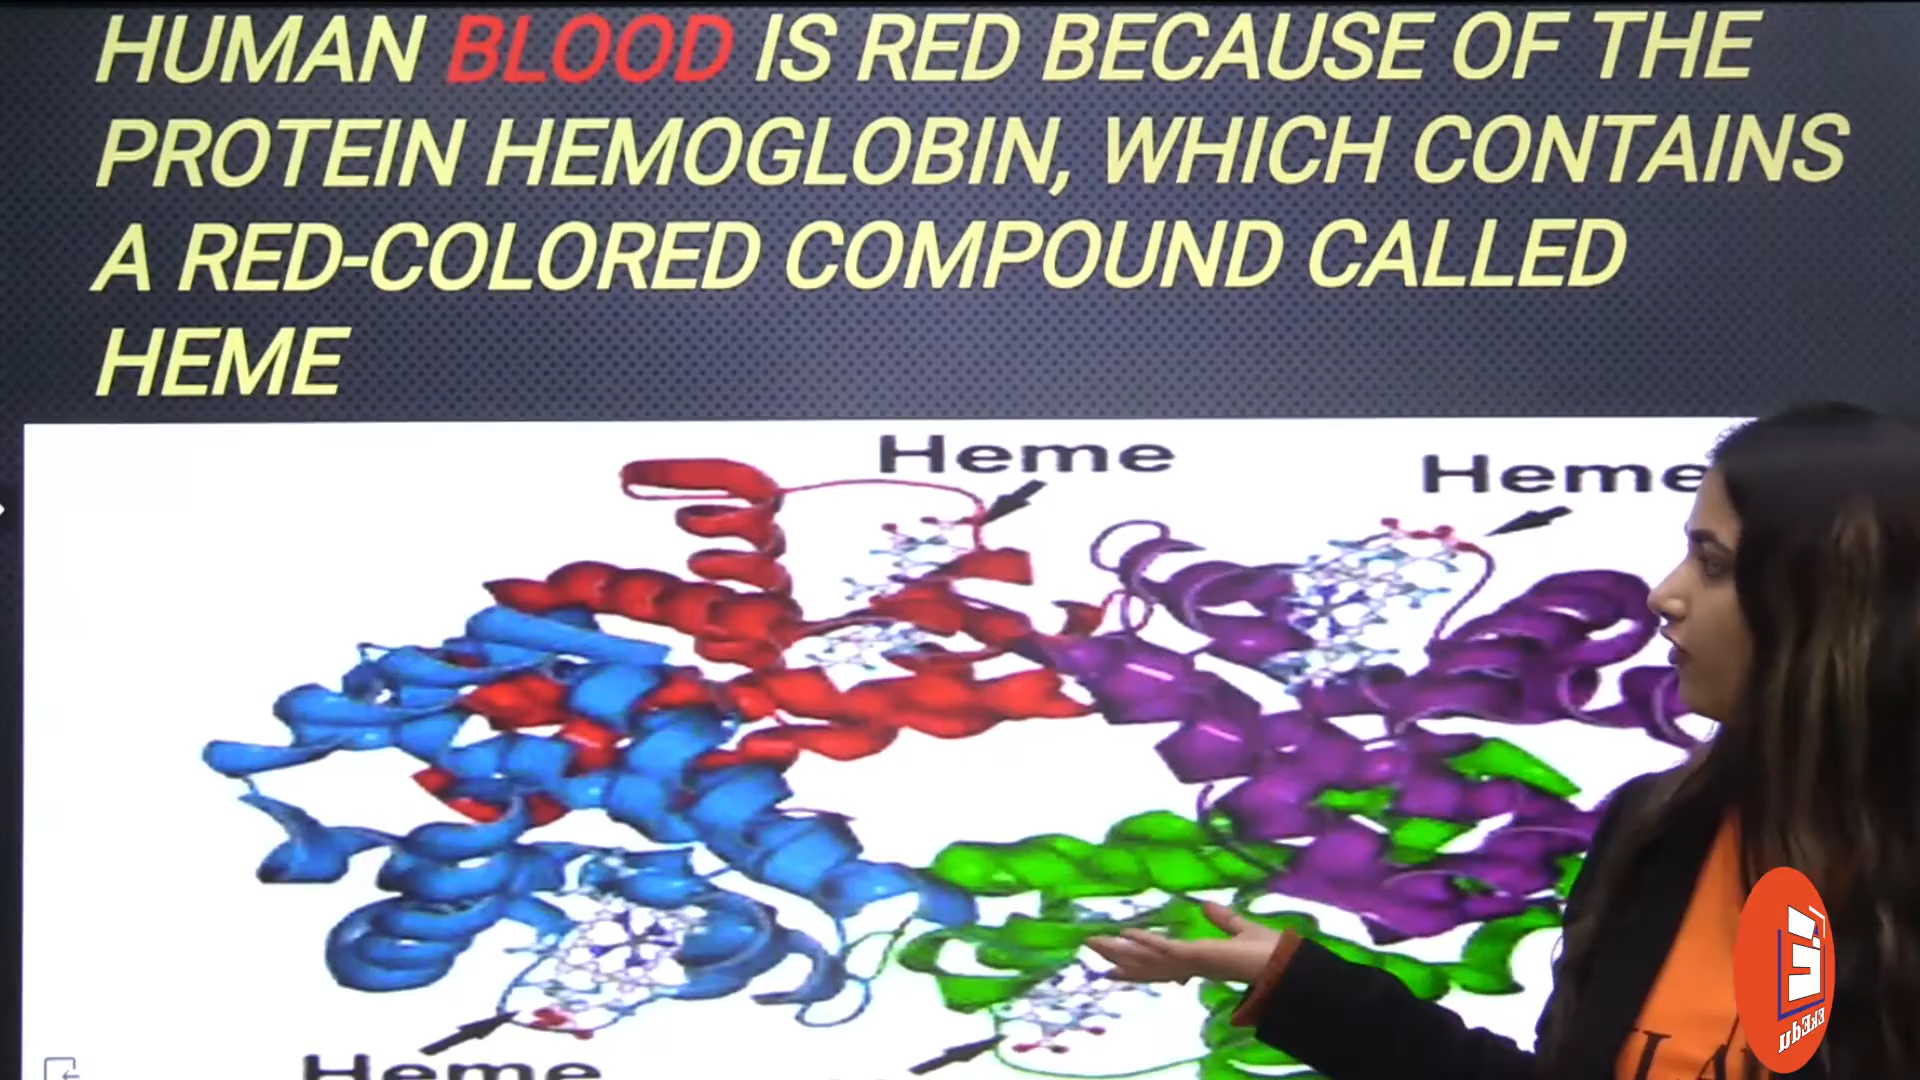 HUMAN BLOOD IS RED BECAUSE OF THE
PROTEIN HEMOGLOBIN, WHICH CONTAINS
A RED-COLORED COMPOUND CALLED
HEME
Heme
Heme
Heme
EkEdu